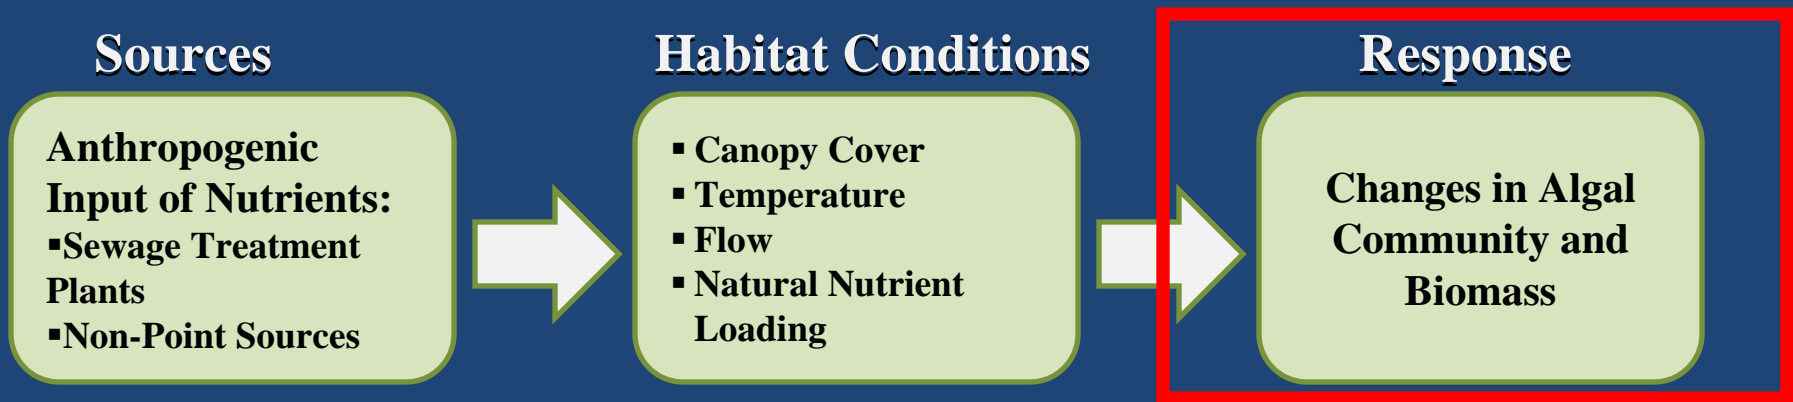 Sources
Anthropogenic
Input of Nutrients:
▪Sewage Treatment
Plants
▪Non-Point Sources
Habitat Conditions
▪ Canopy Cover
▪ Temperature
▪ Flow
▪ Natural Nutrient
Loading
Response
Changes in Algal
Community and
Biomass